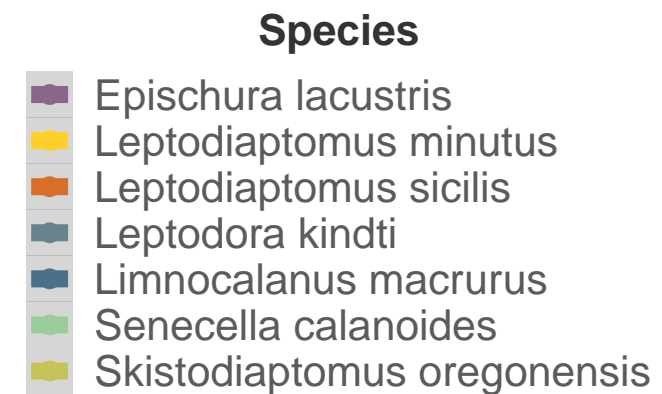 Species
Epischura lacustris
Leptodiaptomus minutus
Leptodiaptomus sicilis
Leptodora kindti
Limnocalanus macrurus
Senecella calanoides
Skistodiaptomus oregonensis